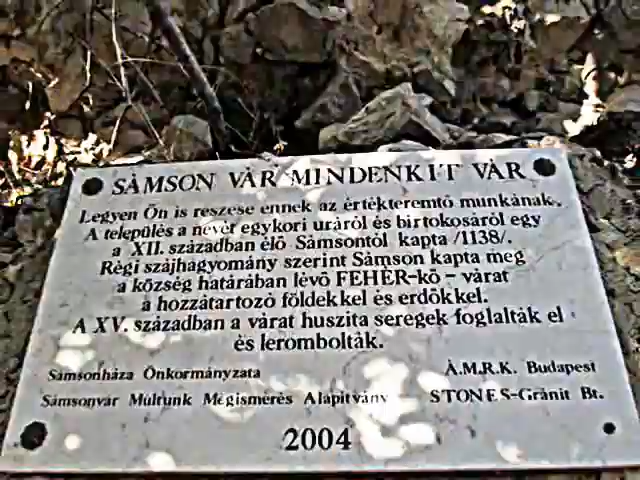 SÁMSON VÁR MINDENKIT VÁR
Legyen Ön is részese ennek az értékteremtő munkának.
A település a nevét egykori uráról és birtokosáról egy
a XII. században élő Sámsontól kapta /1138/.
Régi szájhagyomány szerint Sámson kapta meg
a község határában lévő FEHÉR-kő - várat
a hozzátartozó földekkel és erdőkkel.
A XV. században a várat huszita seregek foglalták el
és lerombolták.
Sámsonháza Önkormányzata
Á.M.R.K. Budapest
Sámsonvár Múltunk Megismerés Alapítvány
STONES-Gránit Bt.
2004